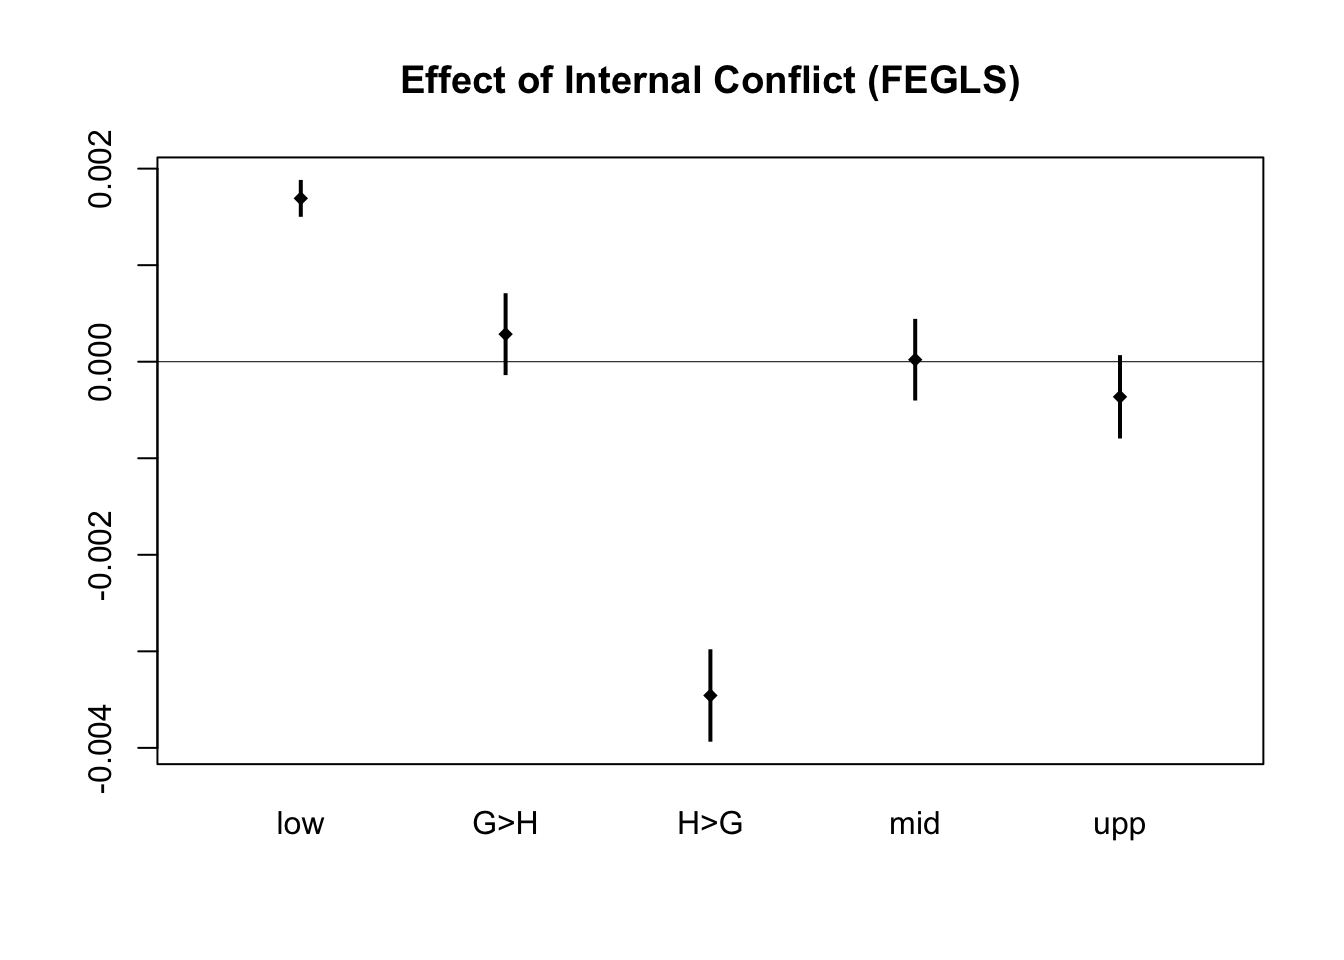 Effect of Internal Conflict (FEGLS)
0.002
0.000
-0.002
-0.004
low G>H H>G mid upp